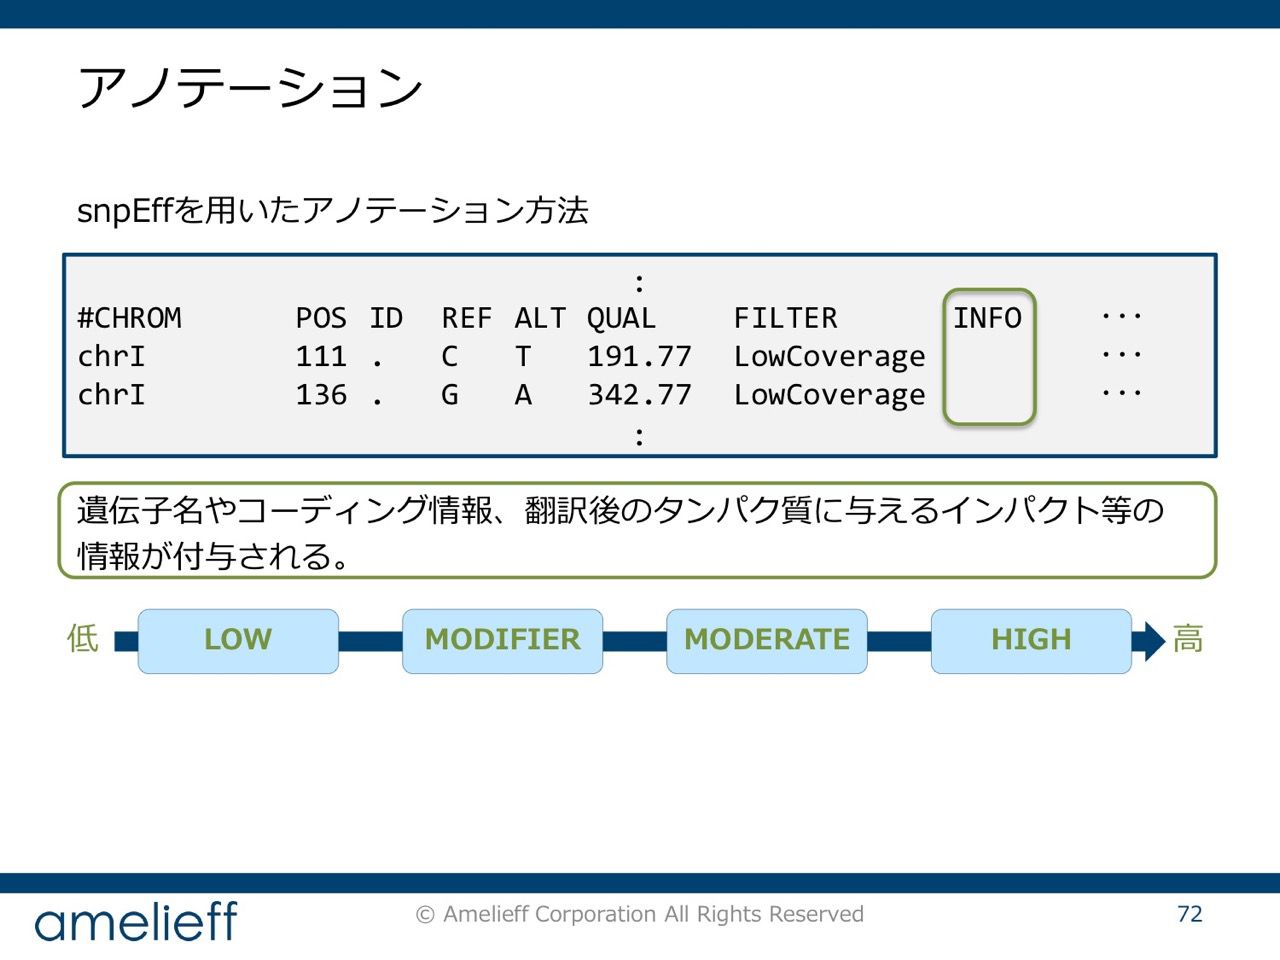 アノテーション
snpEffを用いたアノテーション方法
:
#CHROM POS ID REF ALT QUAL FILTER INFO ...
chrI 111 . C T 191.77 LowCoverage ...
chrI 136 . G A 342.77 LowCoverage ...
:
遺伝子名やコーディング情報、翻訳後のタンパク質に与えるインパクト等の
情報が付与される。
低 LOW MODIFIER MODERATE HIGH 高
amelieff © Amelieff Corporation All Rights Reserved 72